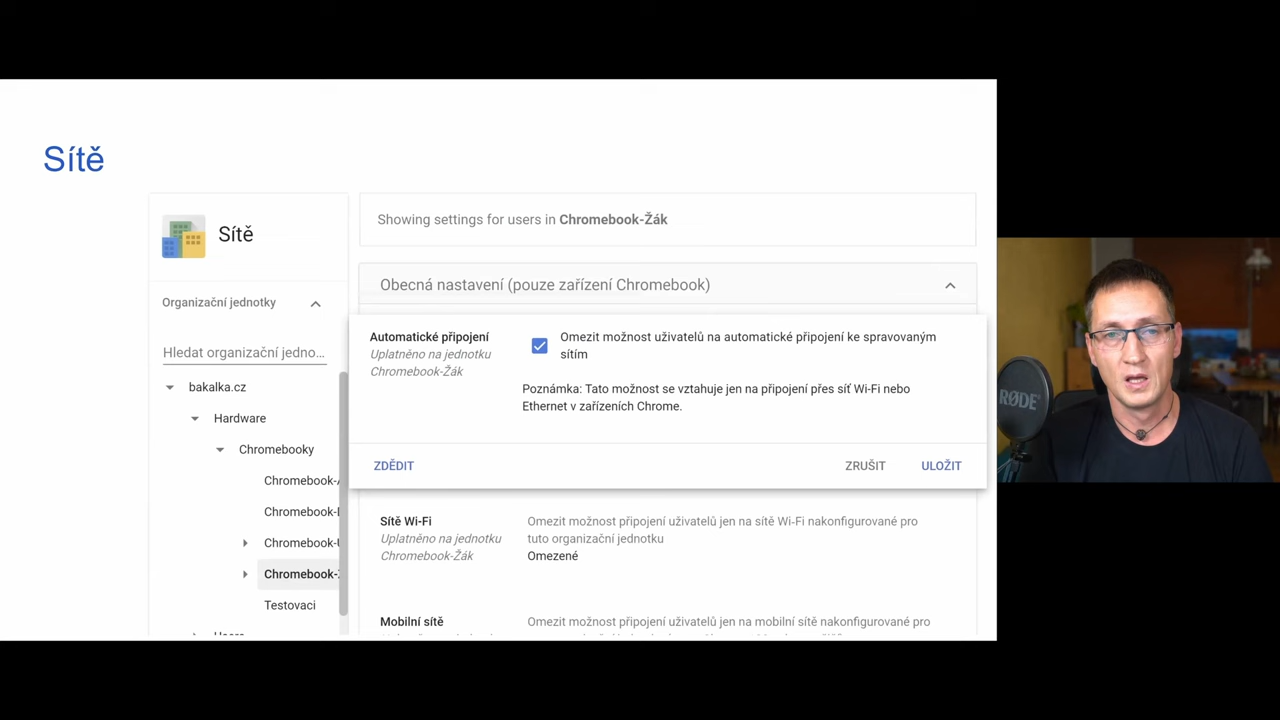 Sítě
Sítě
Organizační jednotky
Hledat organizační jedno...
bakalka.cz
Hardware
Chromebooky
Chromebook-
Chromebook-
Chromebook-
Chromebook-
Testovaci
Showing settings for users in Chromebook-Žák
Obecná nastavení (pouze zařízení Chromebook)
Automatické připojení
Uplatněno na jednotku
Chromebook-Žák
Omezit možnost uživatelů na automatické připojení ke spravovaným
sítím
Poznámka: Tato možnost se vztahuje jen na připojení přes síť Wi-Fi nebo
Ethernet v zařízeních Chrome.
ZDĚDIT
ZRUŠIT
ULOŽIT
Sítě Wi-Fi
Uplatněno na jednotku
Chromebook-Žák
Omezit možnost připojení uživatelů jen na sítě Wi-Fi nakonfigurované pro
tuto organizační jednotku
Omezené
Mobilní sítě
Omezit možnost připojení uživatelů jen na mobilní sítě nakonfigurované pro
RØDE